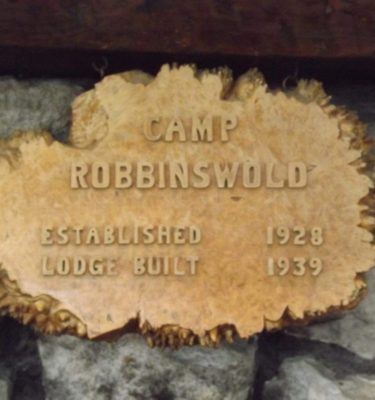 CAMP
ROBBINSWOLD
ESTABLISHED 1928
LODGE BUILT 1939